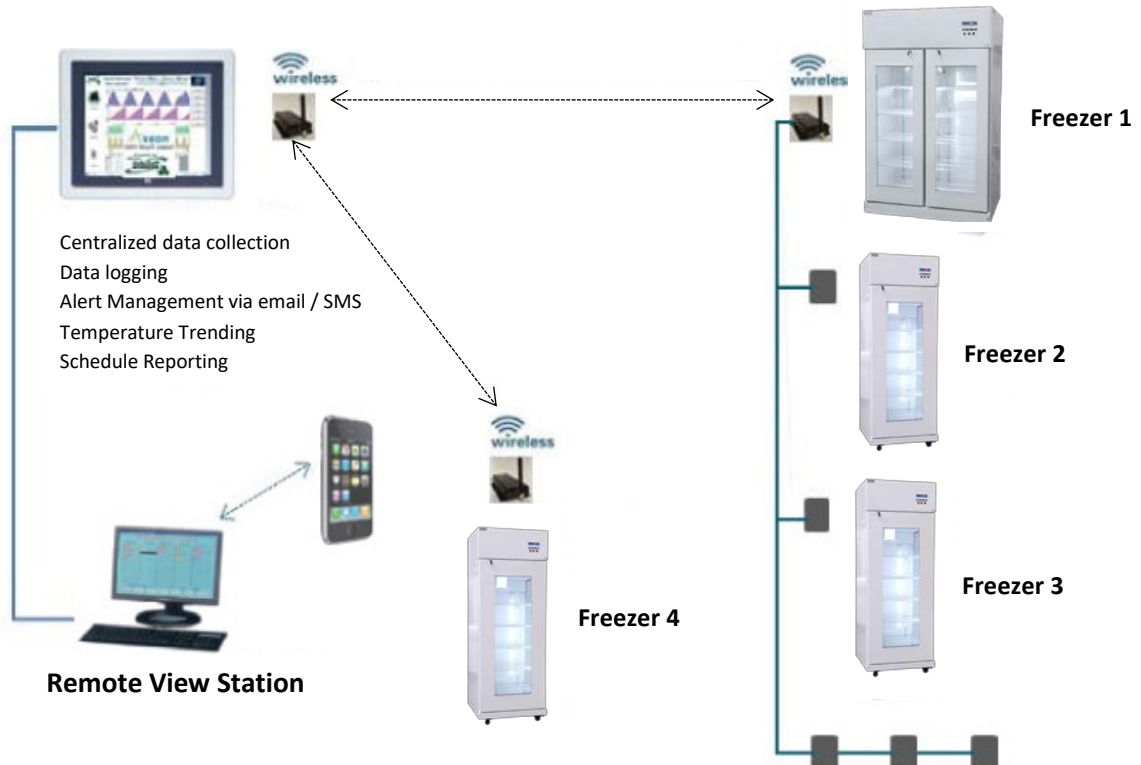 wireless
wireless
Freezer 1
Centralized data collection
Data logging
Alert Management via email / SMS
Temperature Trending
Schedule Reporting
Freezer 2
wireless
Freezer 3
Freezer 4
Remote View Station